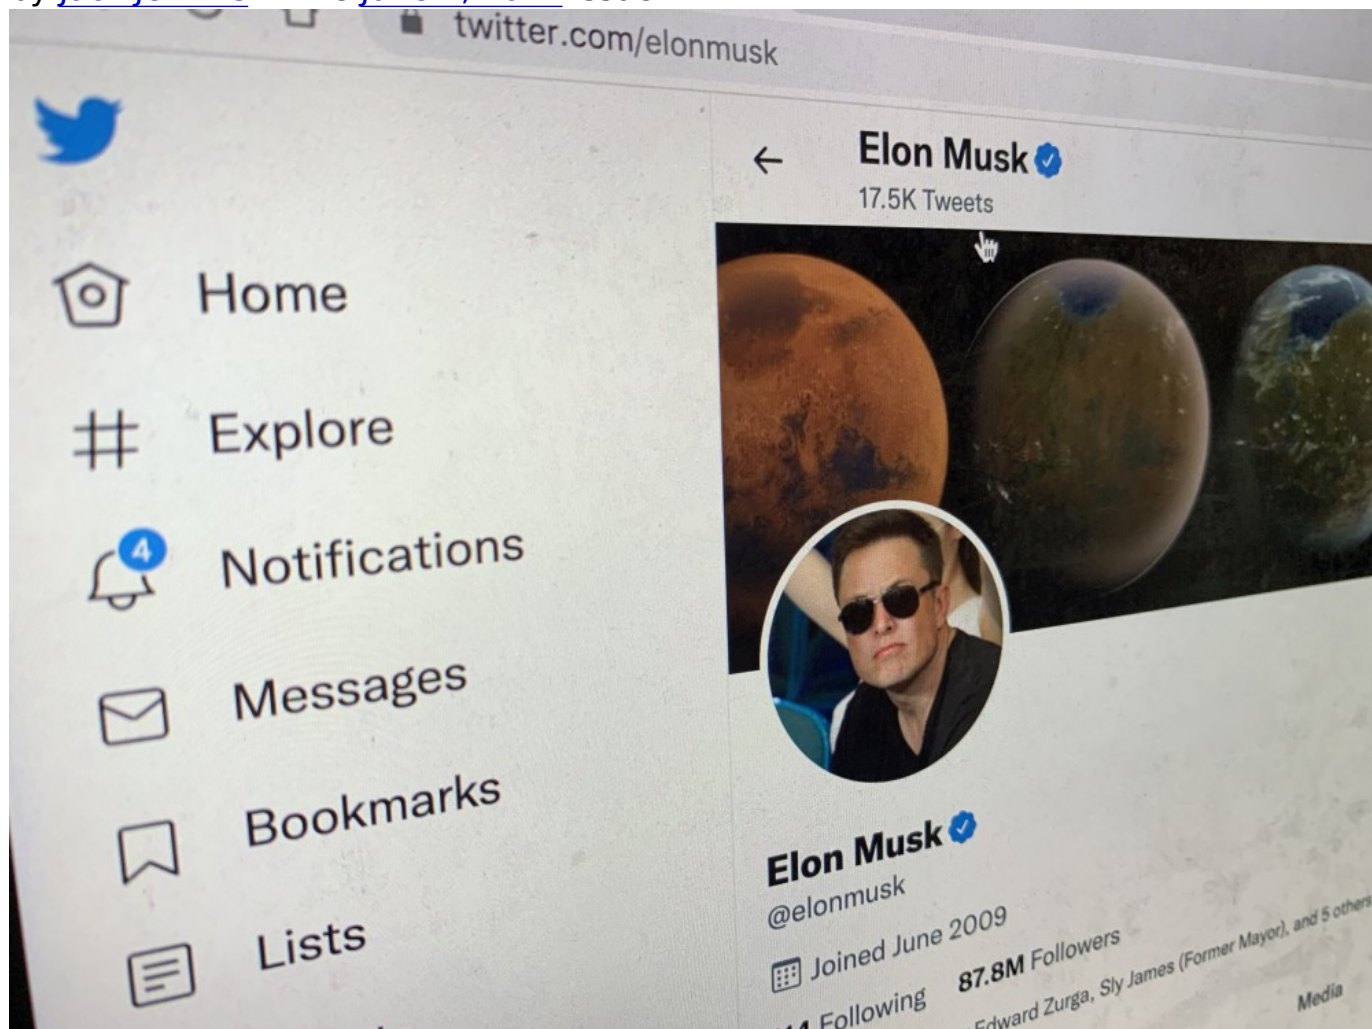 twitter.com/elonmusk
Elon Musk
17.5K Tweets
Home
Explore
4
Notifications
Messages
Bookmarks
Lists
Elon Musk
@elonmusk
Joined June 2009
Following 87.8M Followers
Edward Zurga, Sly James (Former Mayor), and 5 others
Media